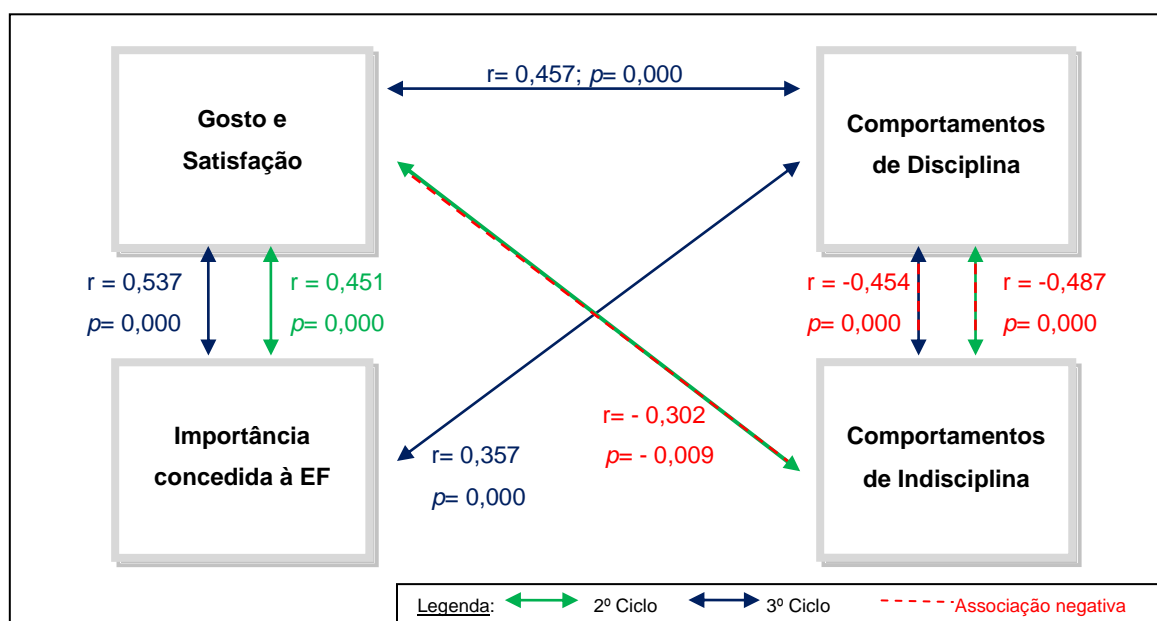 r= 0,457; p= 0,000
Gosto e
Satisfação
Comportamentos
de Disciplina
r = 0,537
p= 0,000
r = 0,451
p= 0,000
r = -0,454
p= 0,000
r = -0,487
p= 0,000
Importância
concedida à EF
r= 0,357
p= 0,000
r= - 0,302
p= - 0,009
Comportamentos
de Indisciplina
Legenda: 2º Ciclo 3º Ciclo Associação negativa